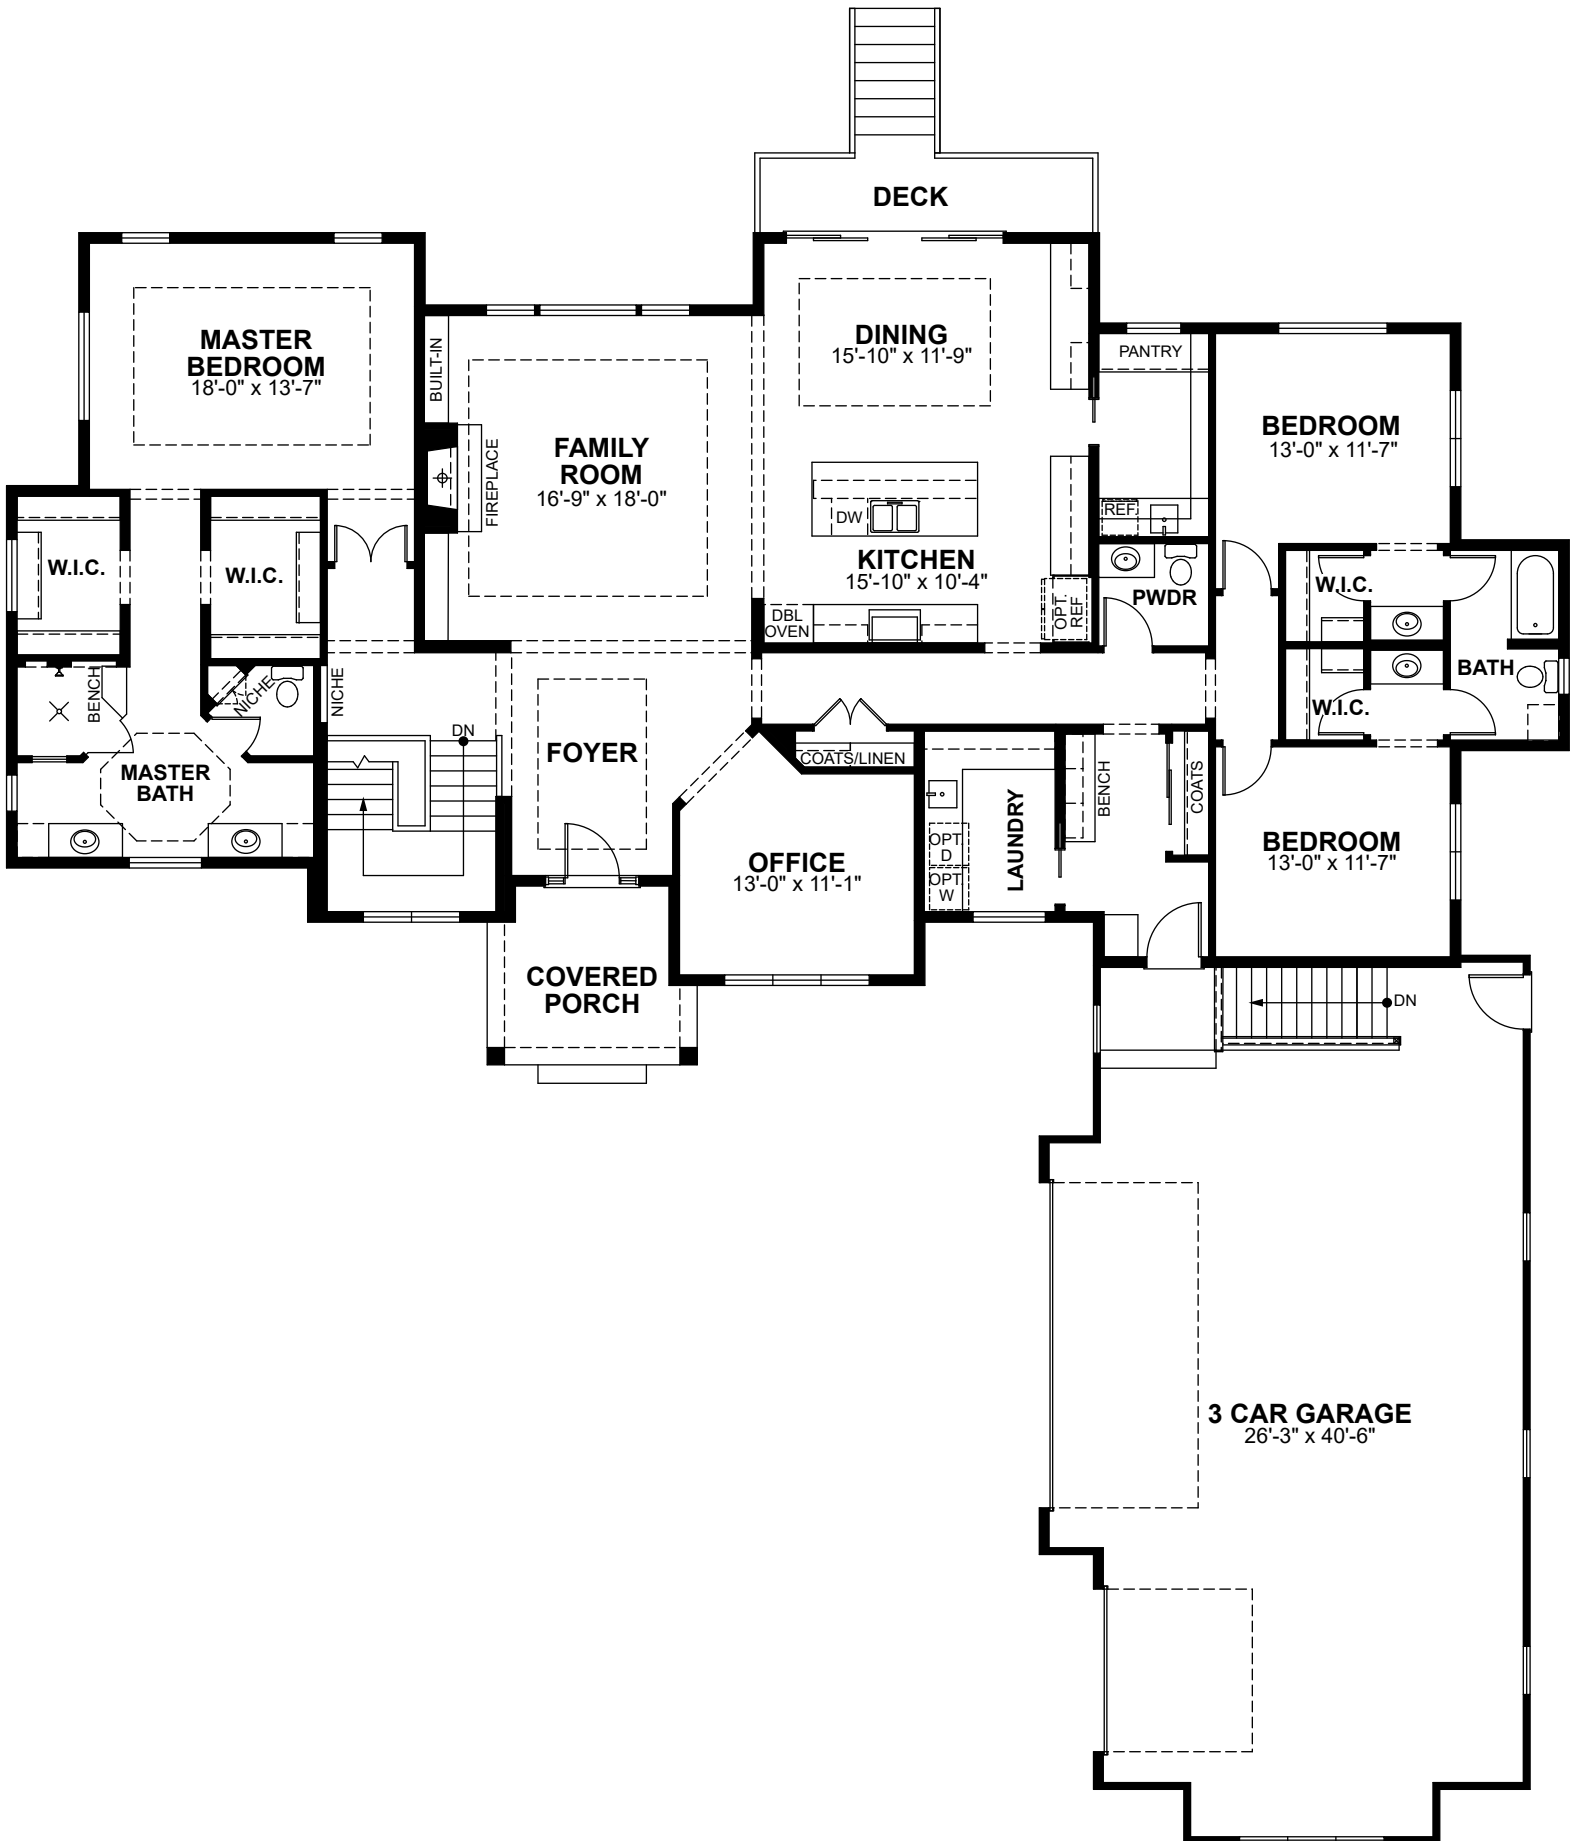 DECK
MASTER
BEDROOM
18'-0" x 13'-7"
BUILT-IN
FIREPLACE
FAMILY
ROOM
16'-9" x 18'-0"
DINING
15'-10" x 11'-9"
PANTRY
BEDROOM
13'-0" x 11'-7"
DW
REF.
KITCHEN
15'-10" x 10'-4"
DBL
OVEN
OPT.
REF
PWDR
W.I.C.
W.I.C.
W.I.C.
W.I.C.
BATH
BENCH
NICHE
NICHE
DN
FOYER
MASTER
BATH
COATS/LINEN
BENCH
COATS
LAUNDRY
OPT.
D
OPT.
W
OFFICE
13'-0" x 11'-1"
BEDROOM
13'-0" x 11'-7"
COVERED
PORCH
DN
3 CAR GARAGE
26'-3" x 40'-6"